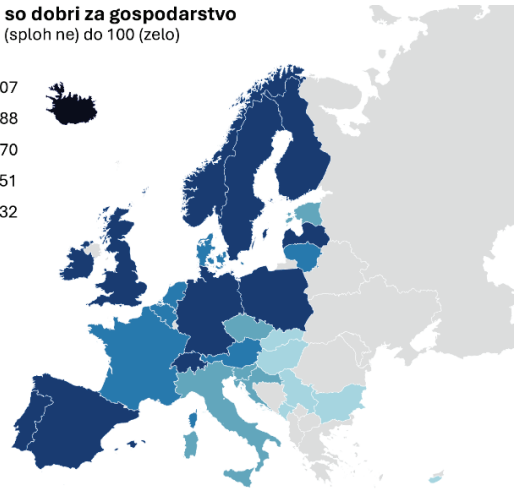 so dobri za gospodarstvo
(sploh ne) do 100 (zelo)
07
88
70
51
32